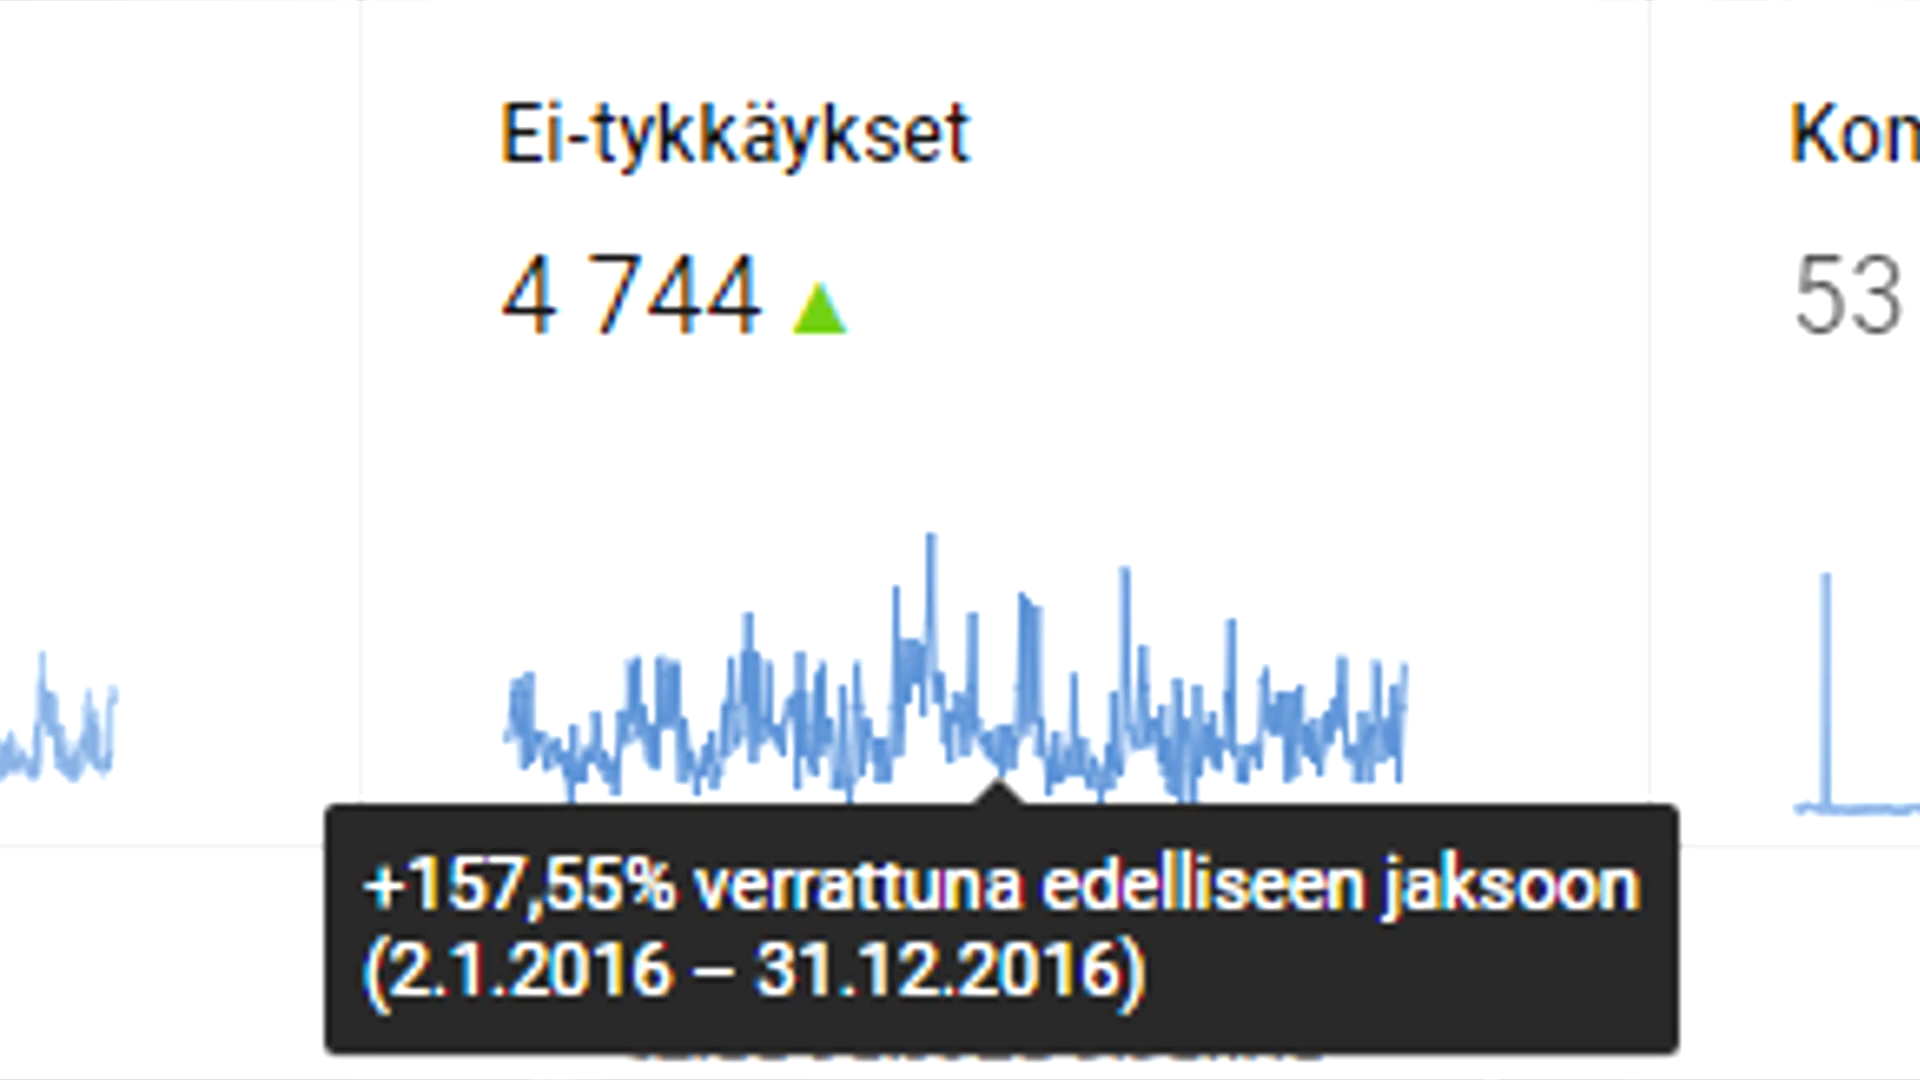 Ei-tykkäykset
4 744
53
+157,55% verrattuna edelliseen jaksoon
(2.1.2016 – 31.12.2016)